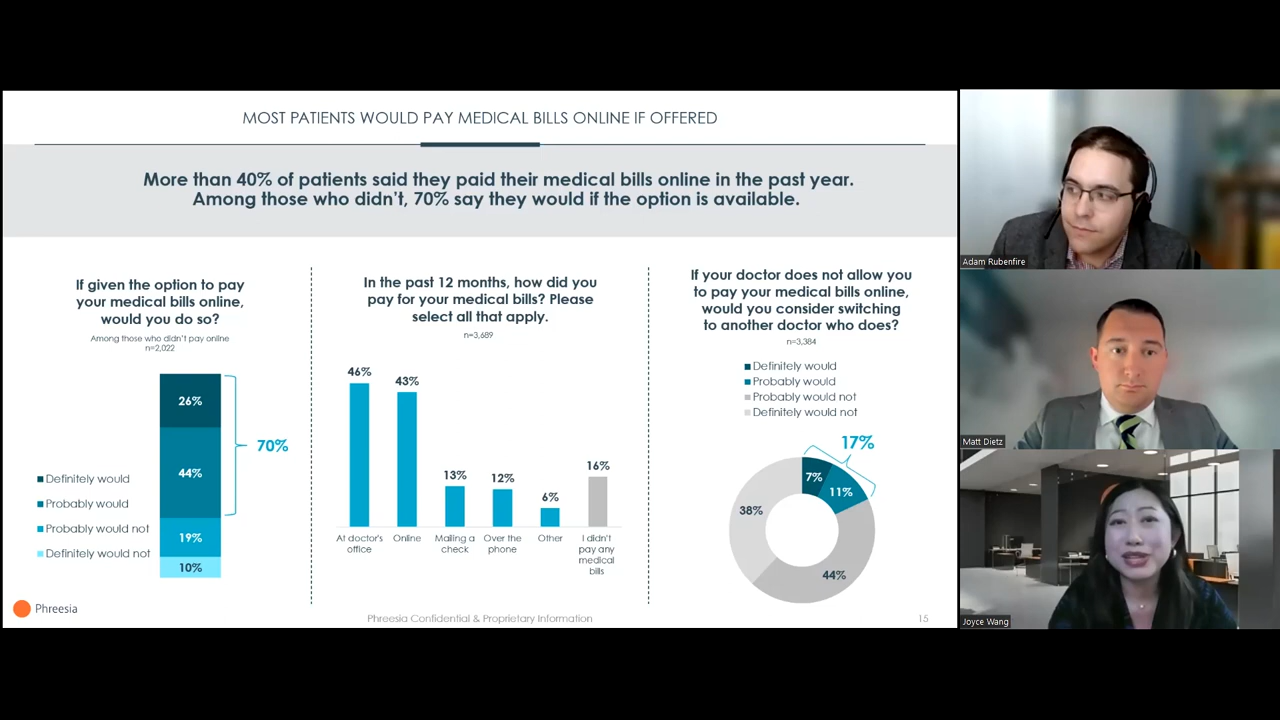 MOST PATIENTS WOULD PAY MEDICAL BILLS ONLINE IF OFFERED
More than 40% of patients said they paid their medical bills online in the past year.
Among those who didn't, 70% say they would if the option is available.
If given the option to pay
your medical bills online,
would you do so?
Among those who didn't pay online
n=2,022
26%
44%
19%
10%
70%
Definitely would
Probably would
Probably would not
Definitely would not
In the past 12 months, how did you
pay for your medical bills? Please
select all that apply.
n=3,689
46%
43%
13%
12%
6%
16%
At doctor's
office
Online
Mailing a
check
Over the
phone
Other
I didn't
pay any
medical
bills
If your doctor does not allow you
to pay your medical bills online,
would you consider switching
to another doctor who does?
n=3,384
Definitely would
Probably would
Probably would not
Definitely would not
17%
7%
11%
38%
44%
Phreesia
Phreesia Confidential & Proprietary Information
15
Adam Rubenfire
Matt Dietz
Joyce Wang